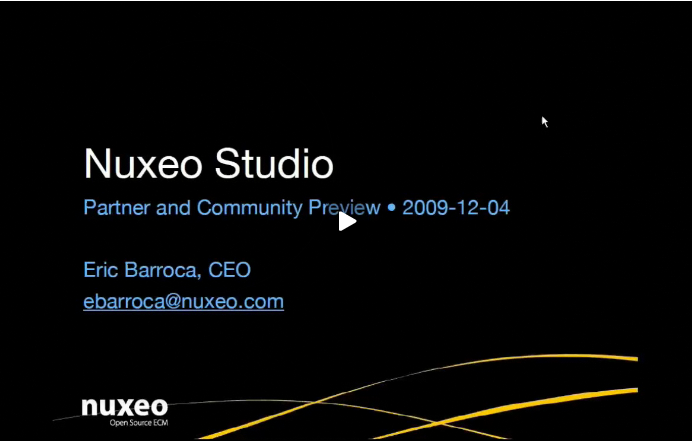 Nuxeo Studio
Partner and Community Preview • 2009-12-04
Eric Barroca, CEO
ebarroca@nuxeo.com
nuxeo
Open Source ECM